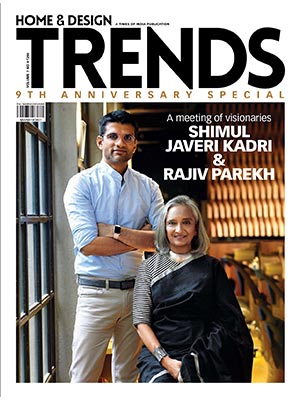 HOME & DESIGN
A TIMES OF INDIA PUBLICATION
TRENDS
9TH ANNIVERSARY SPECIAL
A meeting of visionaries
SHIMUL
JAVERI KADRI
&
RAJIV PAREKH